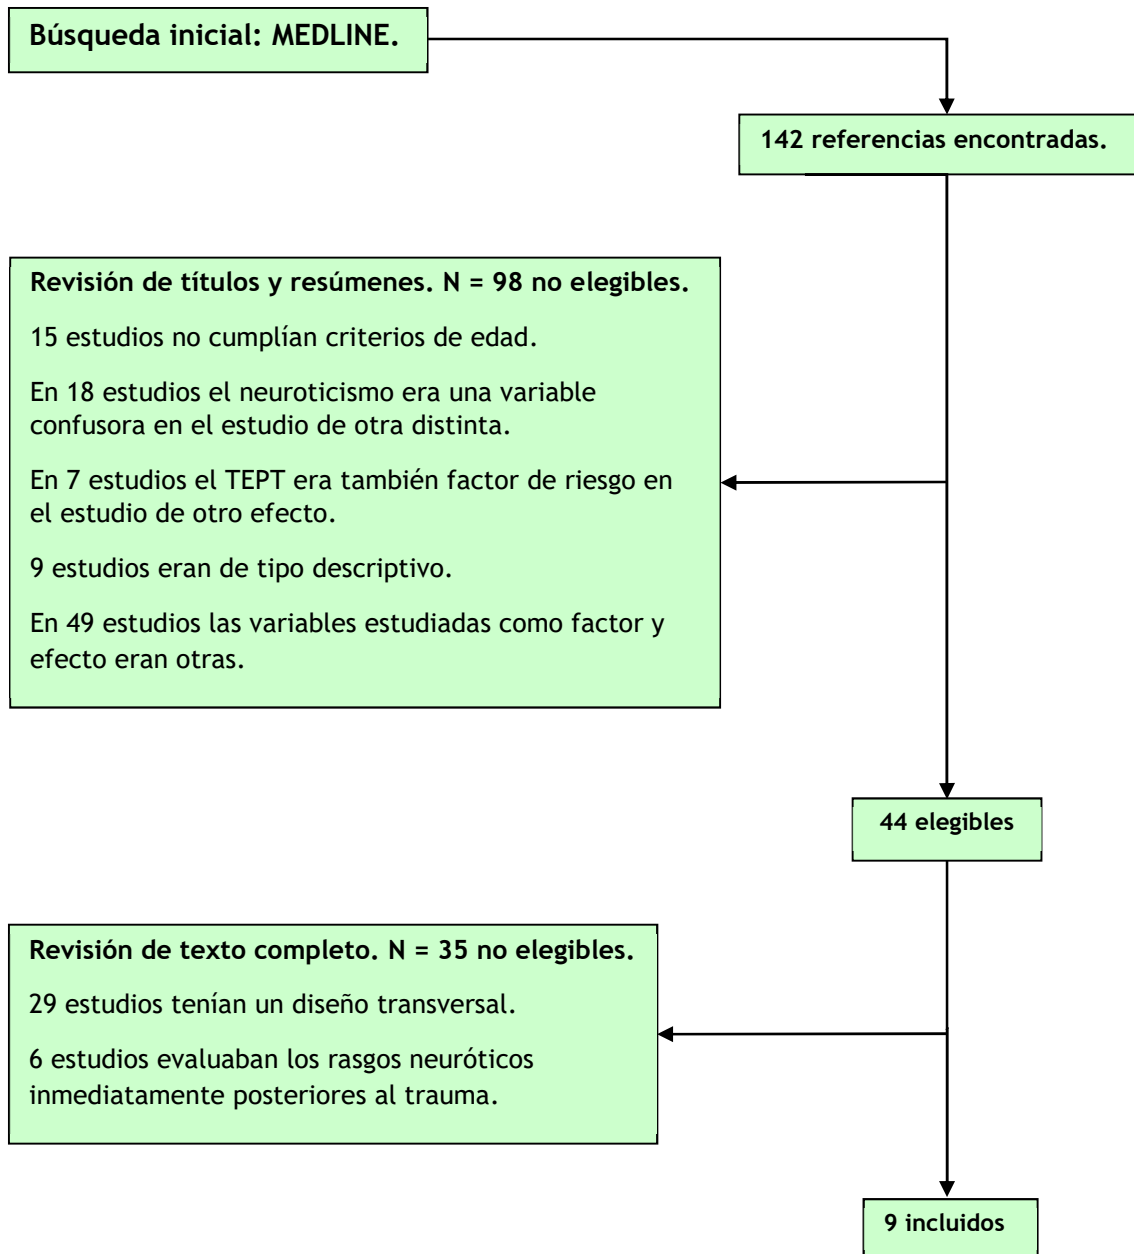 Búsqueda inicial: MEDLINE.
142 referencias encontradas.
Revisión de títulos y resúmenes. N = 98 no elegibles.
15 estudios no cumplían criterios de edad.
En 18 estudios el neuroticismo era una variable
confusora en el estudio de otra distinta.
En 7 estudios el TEPT era también factor de riesgo en
el estudio de otro efecto.
9 estudios eran de tipo descriptivo.
En 49 estudios las variables estudiadas como factor y
efecto eran otras.
44 elegibles
Revisión de texto completo. N = 35 no elegibles.
29 estudios tenían un diseño transversal.
6 estudios evaluaban los rasgos neuróticos
inmediatamente posteriores al trauma.
9 incluidos